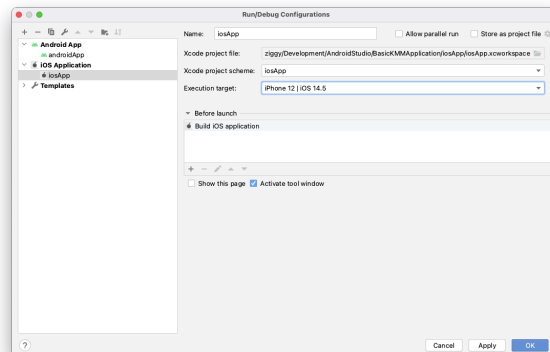 Run/Debug Configurations
Name: iosApp Allow parallel run Store as project file
Android App
androidApp
iOS Application
iosApp
Templates
Xcode project file: ziggy/Development/AndroidStudio/BasicKMMApplication/iosApp/iosApp.xcworkspace
Xcode project scheme: iosApp
Execution target: iPhone 12 | iOS 14.5
Before launch
Build iOS application
Show this page Activate tool window
? Cancel Apply OK